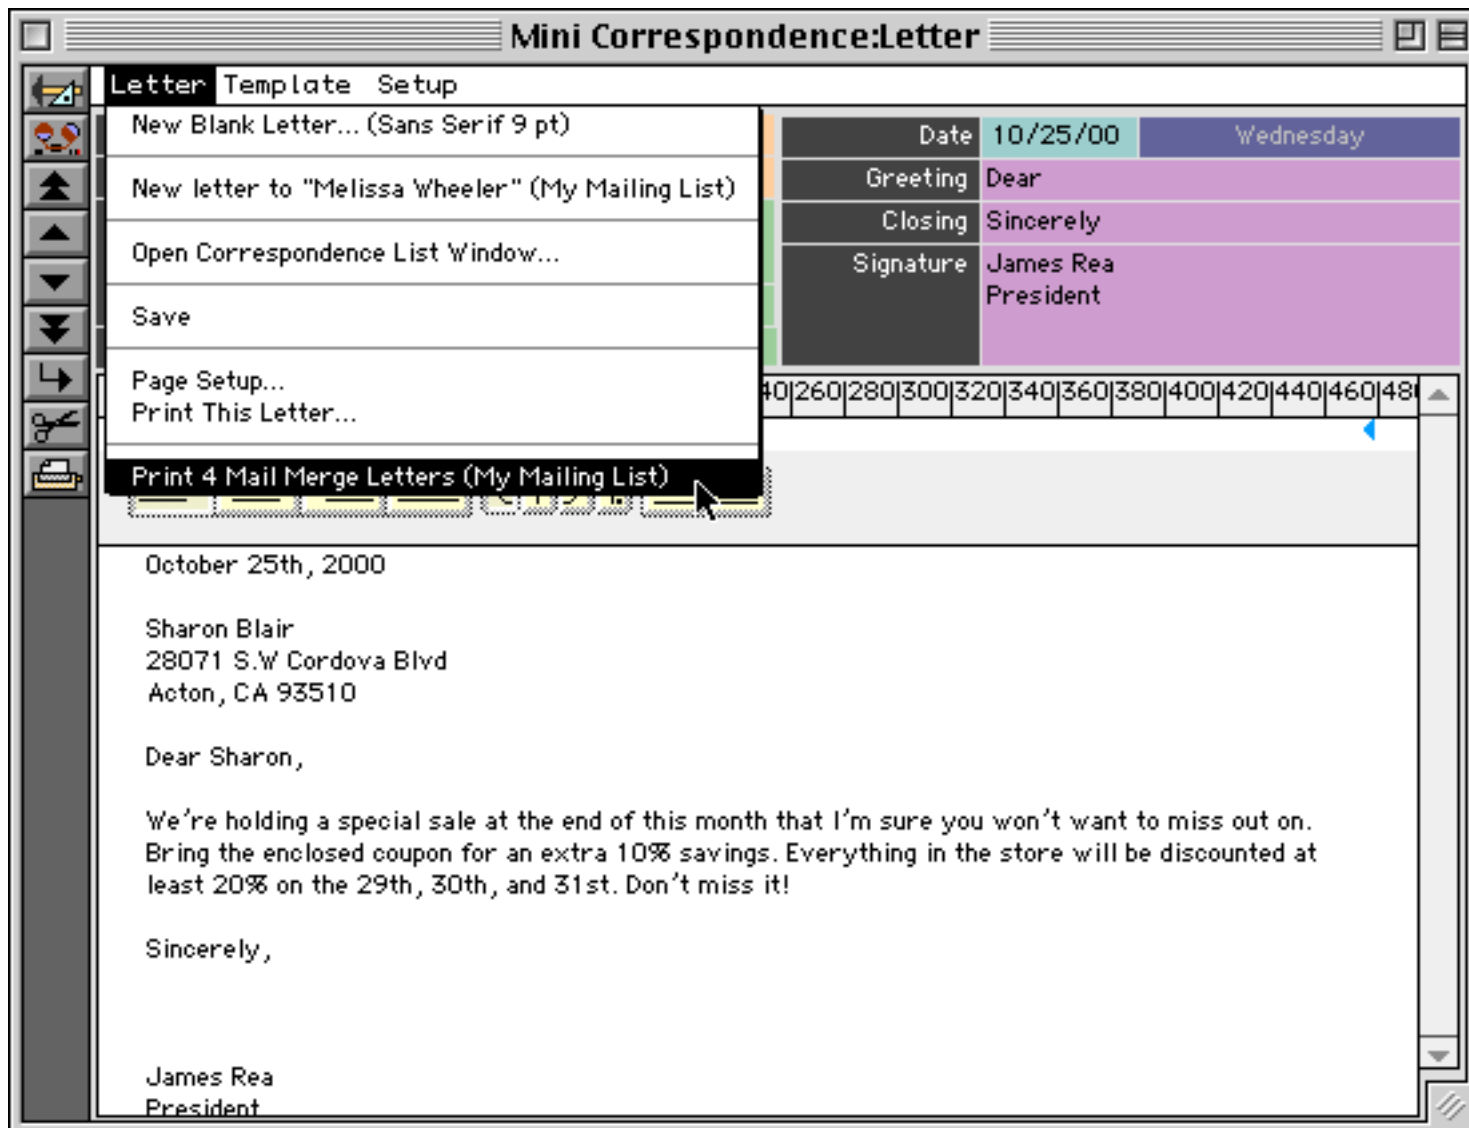 Mini Correspondence:Letter
Letter Template Setup
New Blank Letter... (Sans Serif 9 pt)
New letter to "Melissa Wheeler" (My Mailing List)
Open Correspondence List Window...
Save
Page Setup...
Print This Letter...
Print 4 Mail Merge Letters (My Mailing List)
Date 10/25/00 Wednesday
Greeting Dear
Closing Sincerely
Signature James Rea
President
40|260|280|300|320|340|360|380|400|420|440|460|48
October 25th, 2000
Sharon Blair
28071 S.W Cordova Blvd
Acton, CA 93510
Dear Sharon,
We're holding a special sale at the end of this month that I'm sure you won't want to miss out on.
Bring the enclosed coupon for an extra 10% savings. Everything in the store will be discounted at
least 20% on the 29th, 30th, and 31st. Don't miss it!
Sincerely,
James Rea
President